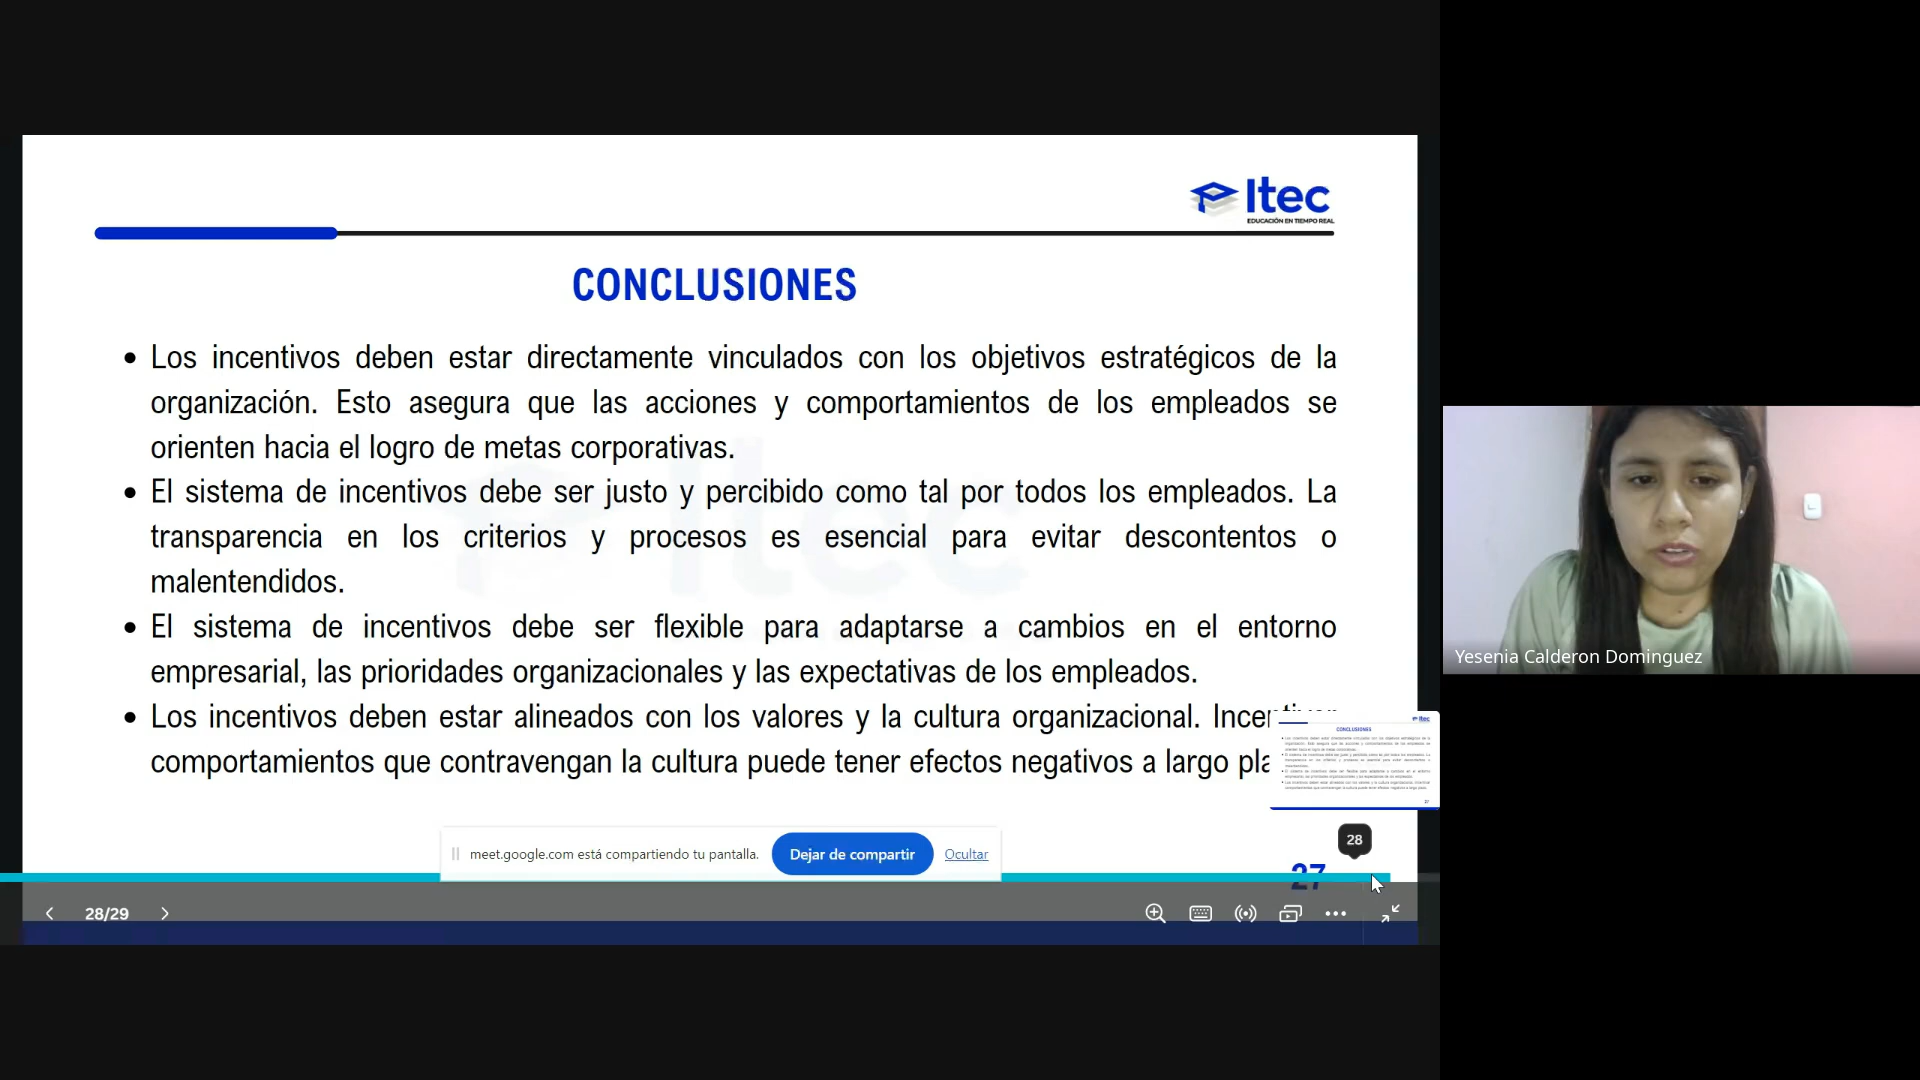 Itec
EDUCACIÓN EN TIEMPO REAL
CONCLUSIONES
• Los incentivos deben estar directamente vinculados con los objetivos estratégicos de la
organización. Esto asegura que las acciones y comportamientos de los empleados se
orienten hacia el logro de metas corporativas.
• El sistema de incentivos debe ser justo y percibido como tal por todos los empleados. La
transparencia en los criterios y procesos es esencial para evitar descontentos o
malentendidos.
• El sistema de incentivos debe ser flexible para adaptarse a cambios en el entorno
empresarial, las prioridades organizacionales y las expectativas de los empleados.
• Los incentivos deben estar alineados con los valores y la cultura organizacional. Incentivar
comportamientos que contravengan la cultura puede tener efectos negativos a largo pla
Itec
CONCLUSIONES
Yesenia Calderon Dominguez
meet.google.com está compartiendo tu pantalla.
Dejar de compartir
Ocultar
28
27
28/29